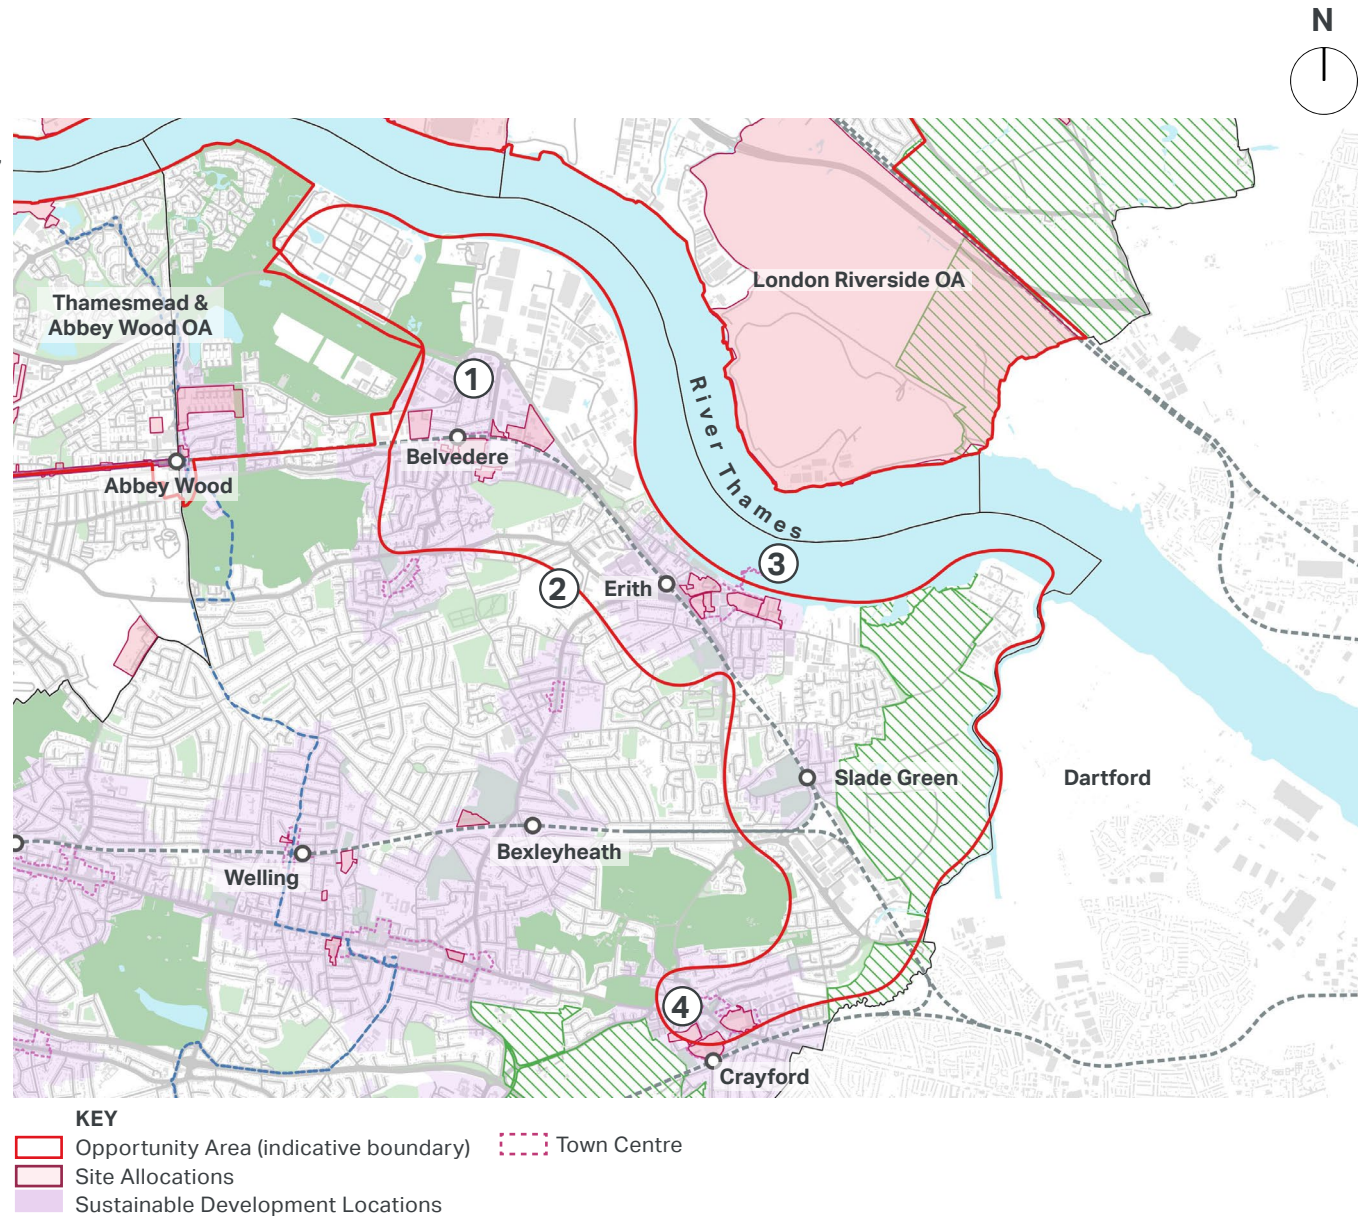 N
London Riverside OA
Thamesmead &
Abbey Wood OA
1
River Thames
Belvedere
Abbey Wood
3
2
Erith
Slade Green
Dartford
Bexleyheath
Welling
4
Crayford
KEY
Opportunity Area (indicative boundary)
Town Centre
Site Allocations
Sustainable Development Locations